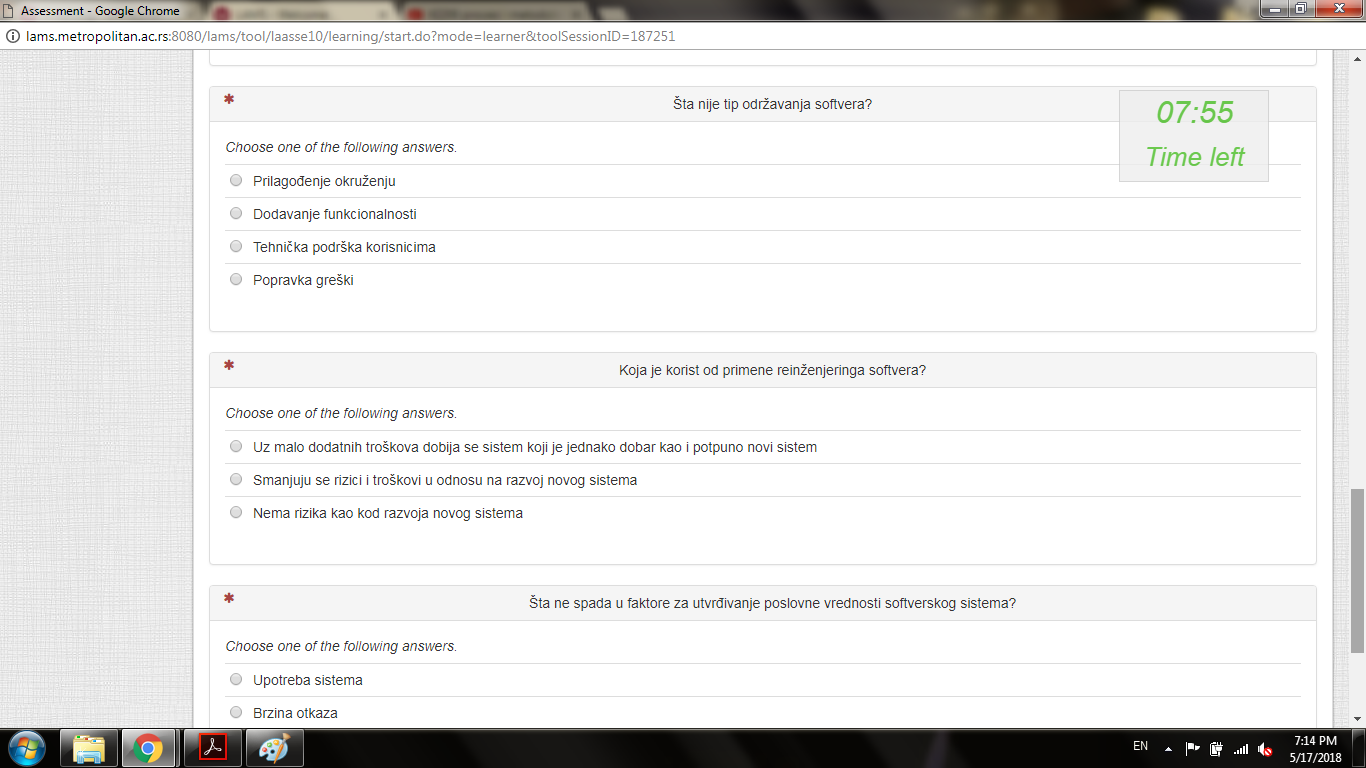 Assessment - Google Chrome
lams.metropolitan.ac.rs:8080/lams/tool/laasse10/learning/start.do?mode=learner&toolSessionID=187251
* Šta nije tip održavanja softvera?
07:55
Time left
Choose one of the following answers.
Prilagođenje okruženju
Dodavanje funkcionalnosti
Tehnička podrška korisnicima
Popravka greški
* Koja je korist od primene reinženjeringa softvera?
Choose one of the following answers.
Uz malo dodatnih troškova dobija se sistem koji je jednako dobar kao i potpuno novi sistem
Smanjuju se rizici i troškovi u odnosu na razvoj novog sistema
Nema rizika kao kod razvoja novog sistema
* Šta ne spada u faktore za utvrđivanje poslovne vrednosti softverskog sistema?
Choose one of the following answers.
Upotreba sistema
Brzina otkaza
EN
7:14 PM
5/17/2018